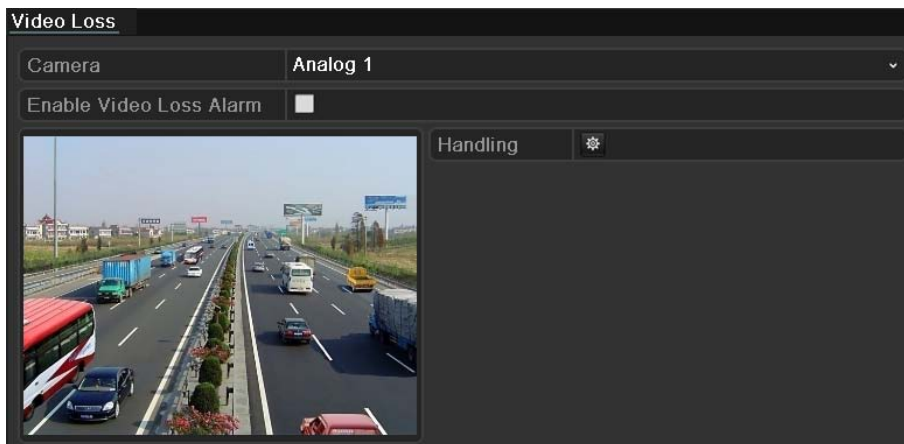 Video Loss
Camera
Analog 1
Enable Video Loss Alarm
Handling